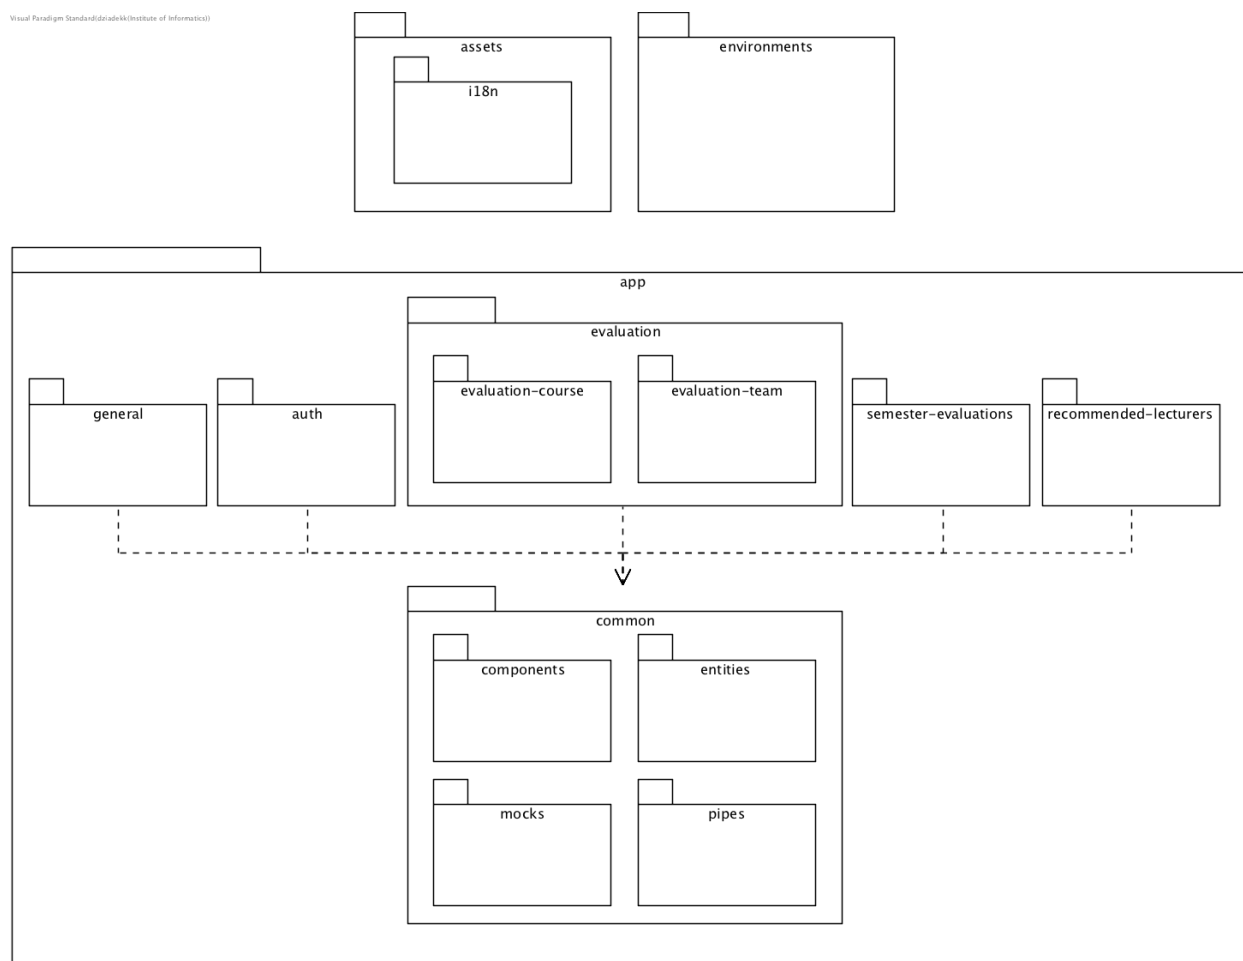 Visual Paradigm Standard(dziadekk(Institute of Informatics))
assets
environments
i18n
app
evaluation
evaluation-course
evaluation-team
general
auth
semester-evaluations
recommended-lecturers
common
components
entities
mocks
pipes